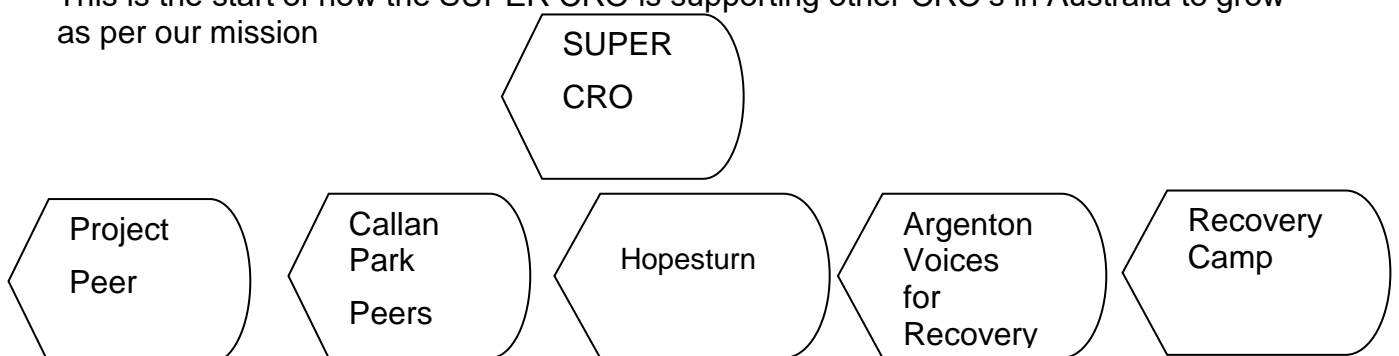 This is the start of how the SUPER CRO is supporting other CRO's in Australia to grow
as per our mission
SUPER
CRO
Project
Peer
Callan
Park
Peers
Hopesturn
Argenton
Voices
for
Recovery
Recovery
Camp